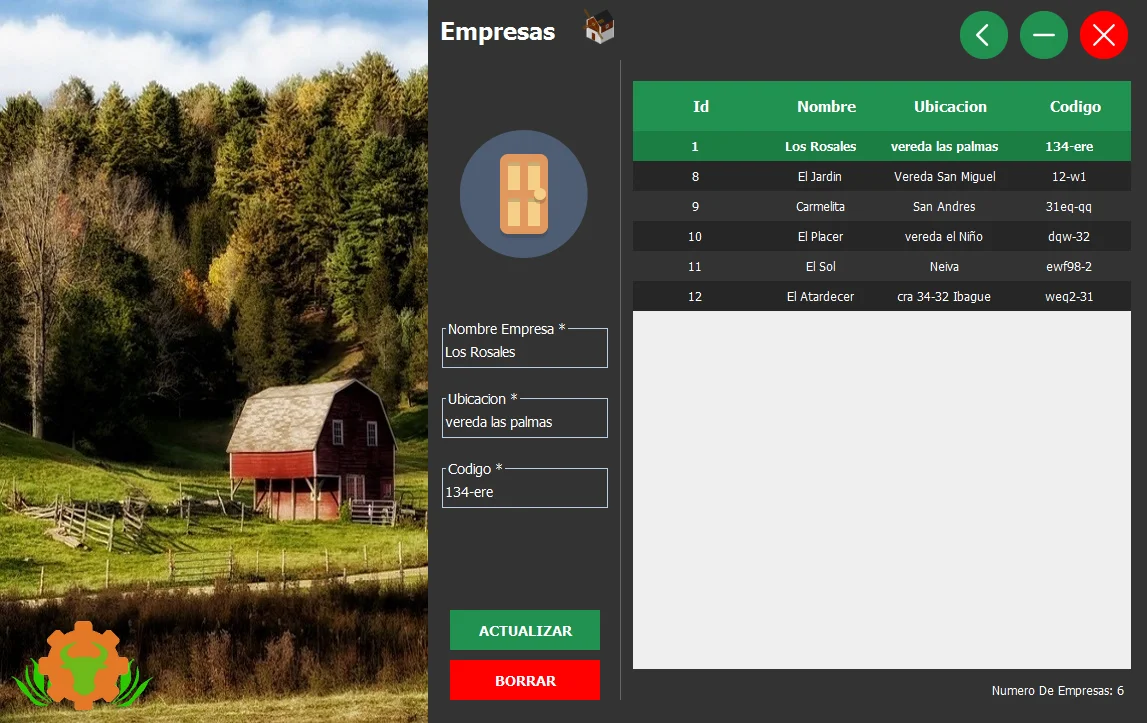 Empresas
Nombre Empresa *
Los Rosales
Ubicacion *
vereda las palmas
Codigo *
134-ere
ACTUALIZAR
BORRAR
Id Nombre Ubicacion Codigo
1 Los Rosales vereda las palmas 134-ere
8 El Jardin Vereda San Miguel 12-w1
9 Carmelita San Andres 31eq-qq
10 El Placer vereda el Niño dqw-32
11 El Sol Neiva ewf98-2
12 El Atardecer cra 34-32 Ibague weq2-31
Numero De Empresas: 6